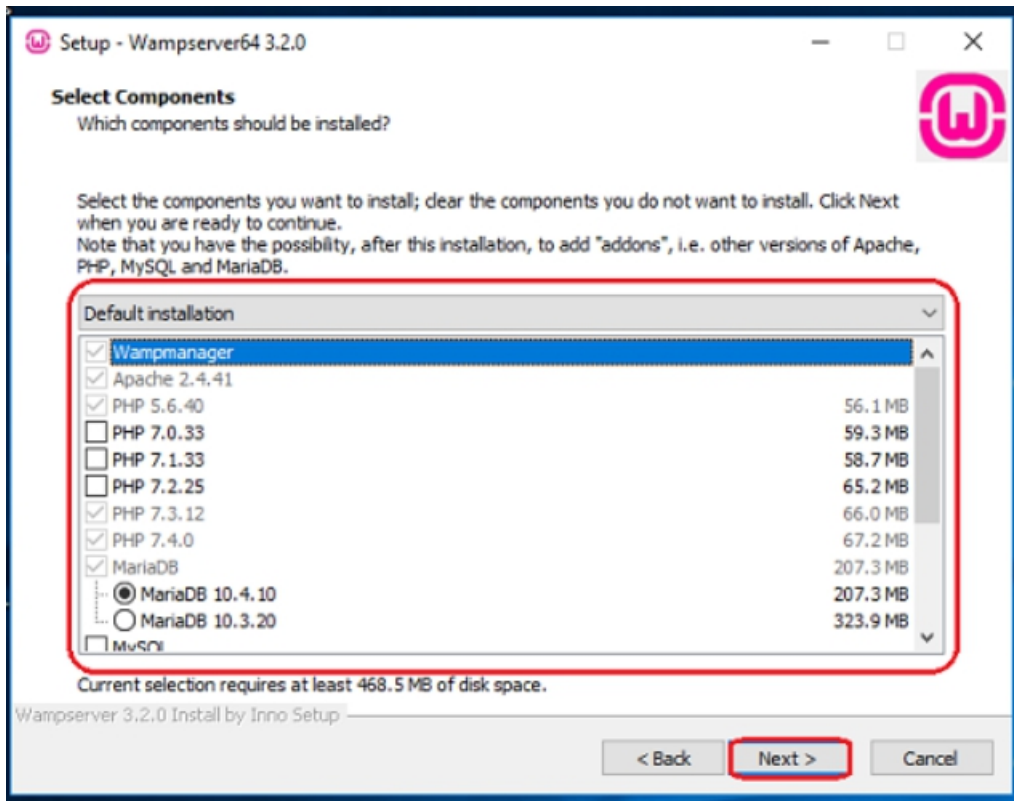 Setup - Wampserver64 3.2.0
Select Components
Which components should be installed?
Select the components you want to install; clear the components you do not want to install. Click Next
when you are ready to continue.
Note that you have the possibility, after this installation, to add "addons", i.e. other versions of Apache,
PHP, MySQL and MariaDB.
Default installation
Wampmanager
Apache 2.4.41
PHP 5.6.40 56.1 MB
PHP 7.0.33 59.3 MB
PHP 7.1.33 58.7 MB
PHP 7.2.25 65.2 MB
PHP 7.3.12 66.0 MB
PHP 7.4.0 67.2 MB
MariaDB 207.3 MB
MariaDB 10.4.10 207.3 MB
MariaDB 10.3.20 323.9 MB
MySQL
Current selection requires at least 468.5 MB of disk space.
Wampserver 3.2.0 Install by Inno Setup
< Back Next > Cancel